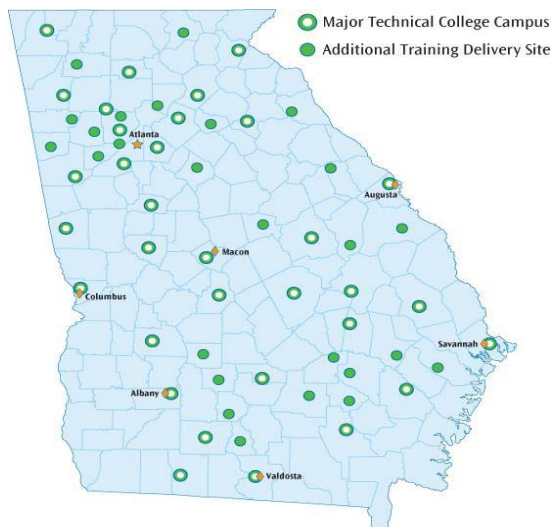 Major Technical College Campus
Additional Training Delivery Site
Atlanta
Augusta
Macon
Columbus
Savannah
Albany
Valdosta